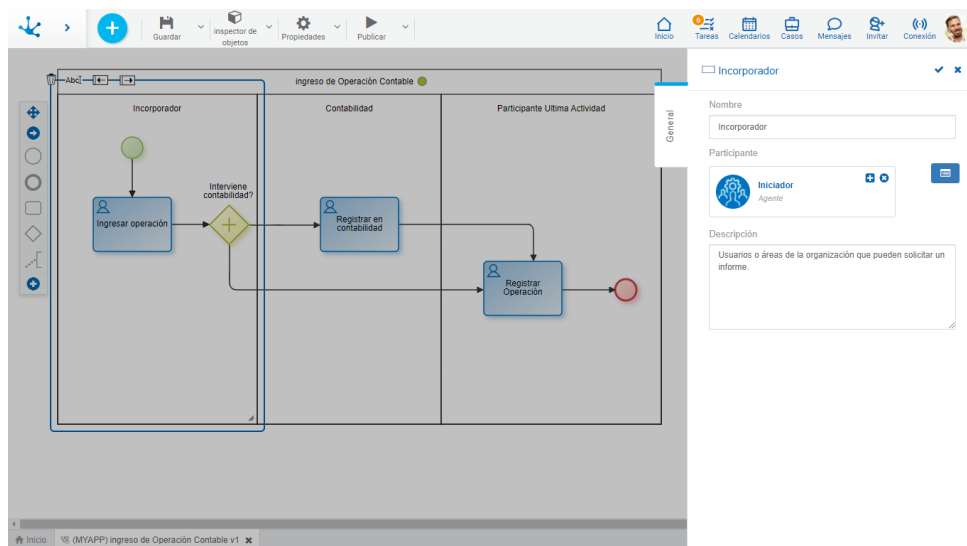 Guardar
inspector de
objetos
Propiedades
Publicar
Inicio
6
Tareas
Calendarios
Casos
Mensajes
Invitar
Conexión
Abc
ingreso de Operación Contable
Incorporador
Contabilidad
Participante Ultima Actividad
Interviene
contabilidad?
Ingresar operación
Registrar en
contabilidad
Registrar
Operación
General
Incorporador
Nombre
Incorporador
Participante
Iniciador
Agente
Descripción
Usuarios o áreas de la organización que pueden solicitar un
informe.
Inicio
(MYAPP) ingreso de Operación Contable v1